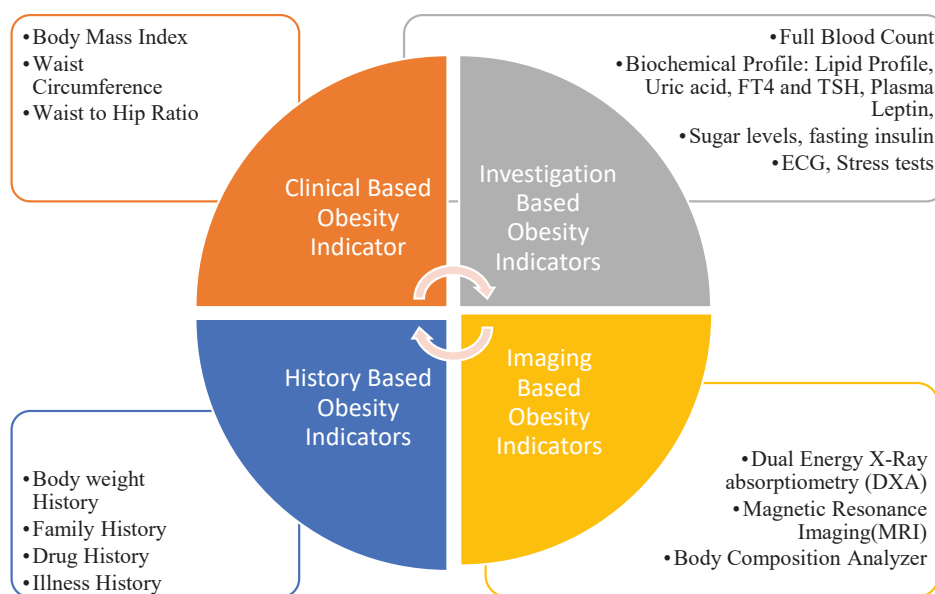 •Body Mass Index
•Waist
Circumference
•Waist to Hip Ratio
•Full Blood Count
•Biochemical Profile: Lipid Profile,
Uric acid, FT4 and TSH, Plasma
Leptin,
•Sugar levels, fasting insulin
•ECG, Stress tests
Clinical Based
Obesity
Indicator
Investigation
Based
Obesity
Indicators
History Based
Obesity
Indicators
Imaging
Based
Obesity
Indicators
•Body weight
History
•Family History
•Drug History
•Illness History
•Dual Energy X-Ray
absorptiometry (DXA)
•Magnetic Resonance
Imaging(MRI)
•Body Composition Analyzer